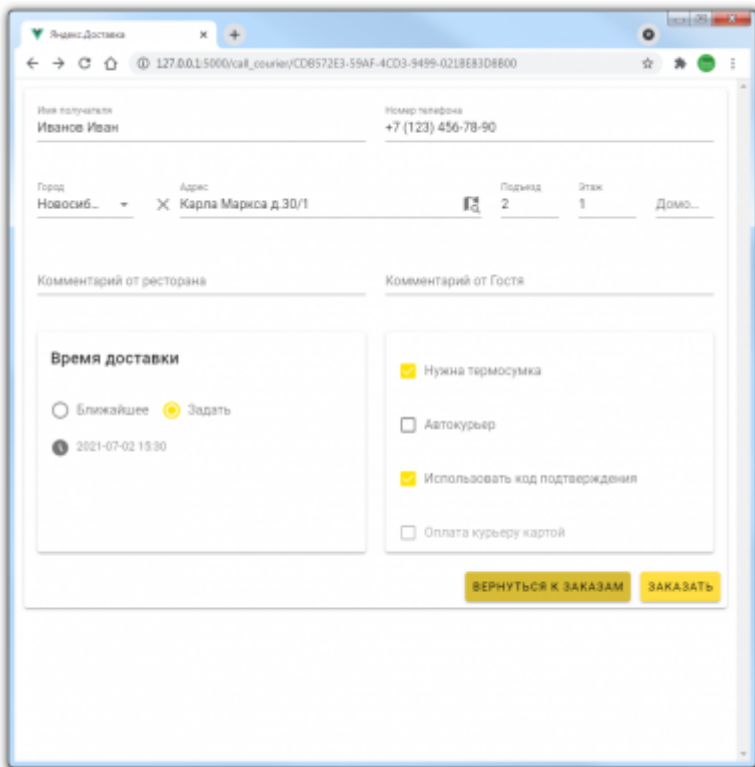 Яндекс.Доставка
127.0.0.1:5000/call_courier/CDB572E3-59AF-4CD3-9499-021BE83D8B00
Имя получателя
Иванов Иван
Номер телефона
+7 (123) 456-78-90
Город
Новосиб...
Адрес
Карла Маркса д.30/1
Подъезд
2
Этаж
1
Домо...
Комментарий от ресторана
Комментарий от Гостя
Время доставки
Ближайшее
Задать
2021-07-02 15:30
Нужна термосумка
Автокурьер
Использовать код подтверждения
Оплата курьеру картой
ВЕРНУТЬСЯ К ЗАКАЗАМ
ЗАКАЗАТЬ